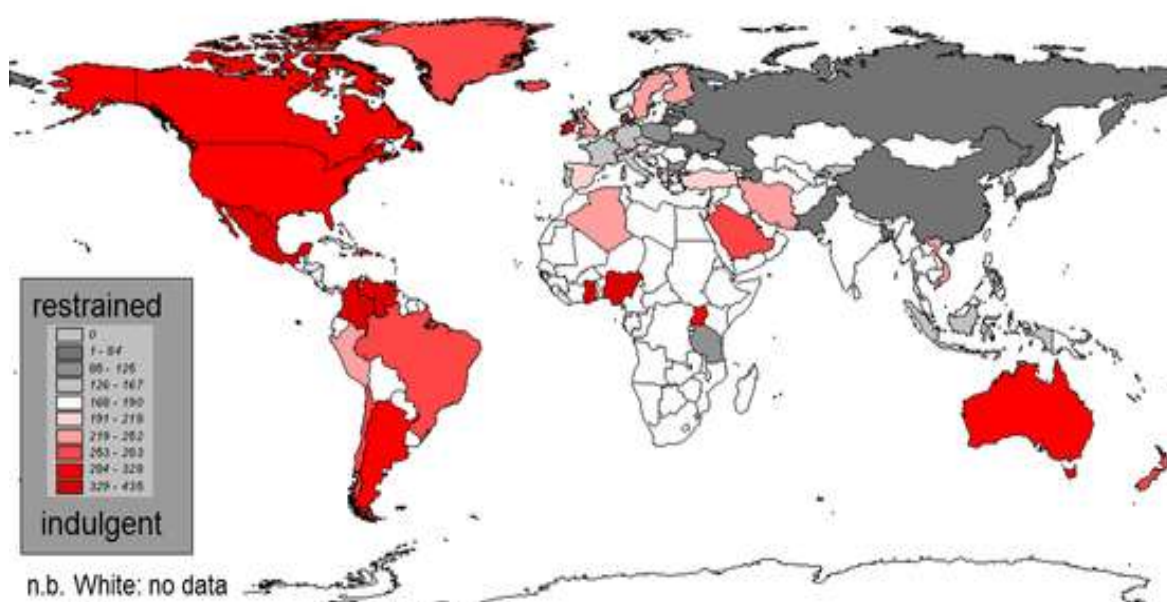 restrained
0
1 - 84
85 - 125
126 - 167
168 - 190
191 - 218
219 - 252
253 - 283
284 - 328
329 - 435
indulgent
n.b. White: no data